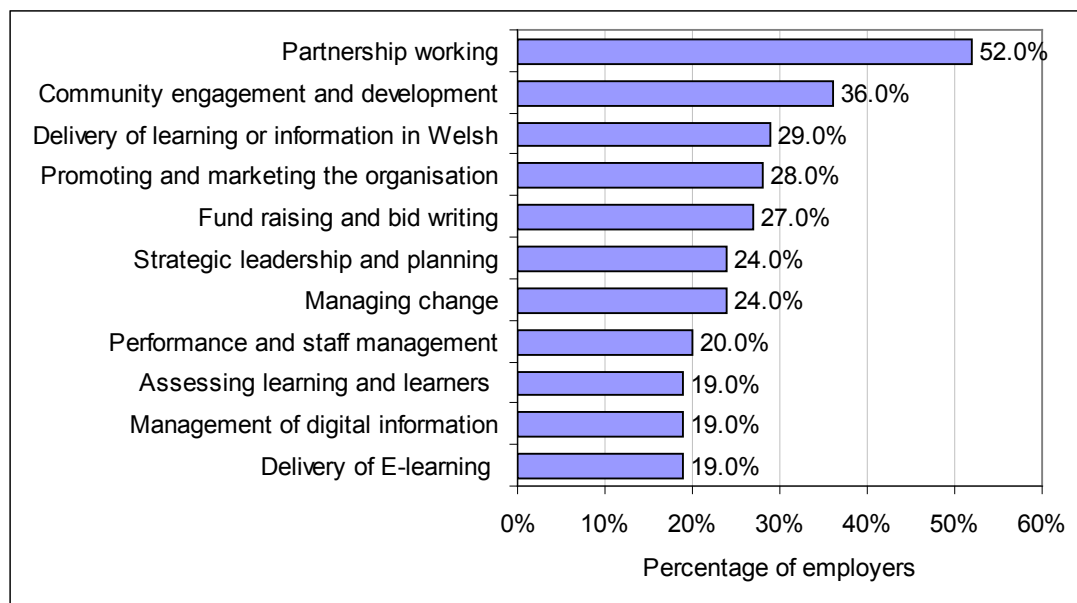 Partnership working 52.0%
Community engagement and development 36.0%
Delivery of learning or information in Welsh 29.0%
Promoting and marketing the organisation 28.0%
Fund raising and bid writing 27.0%
Strategic leadership and planning 24.0%
Managing change 24.0%
Performance and staff management 20.0%
Assessing learning and learners 19.0%
Management of digital information 19.0%
Delivery of E-learning 19.0%
0% 10% 20% 30% 40% 50% 60%
Percentage of employers